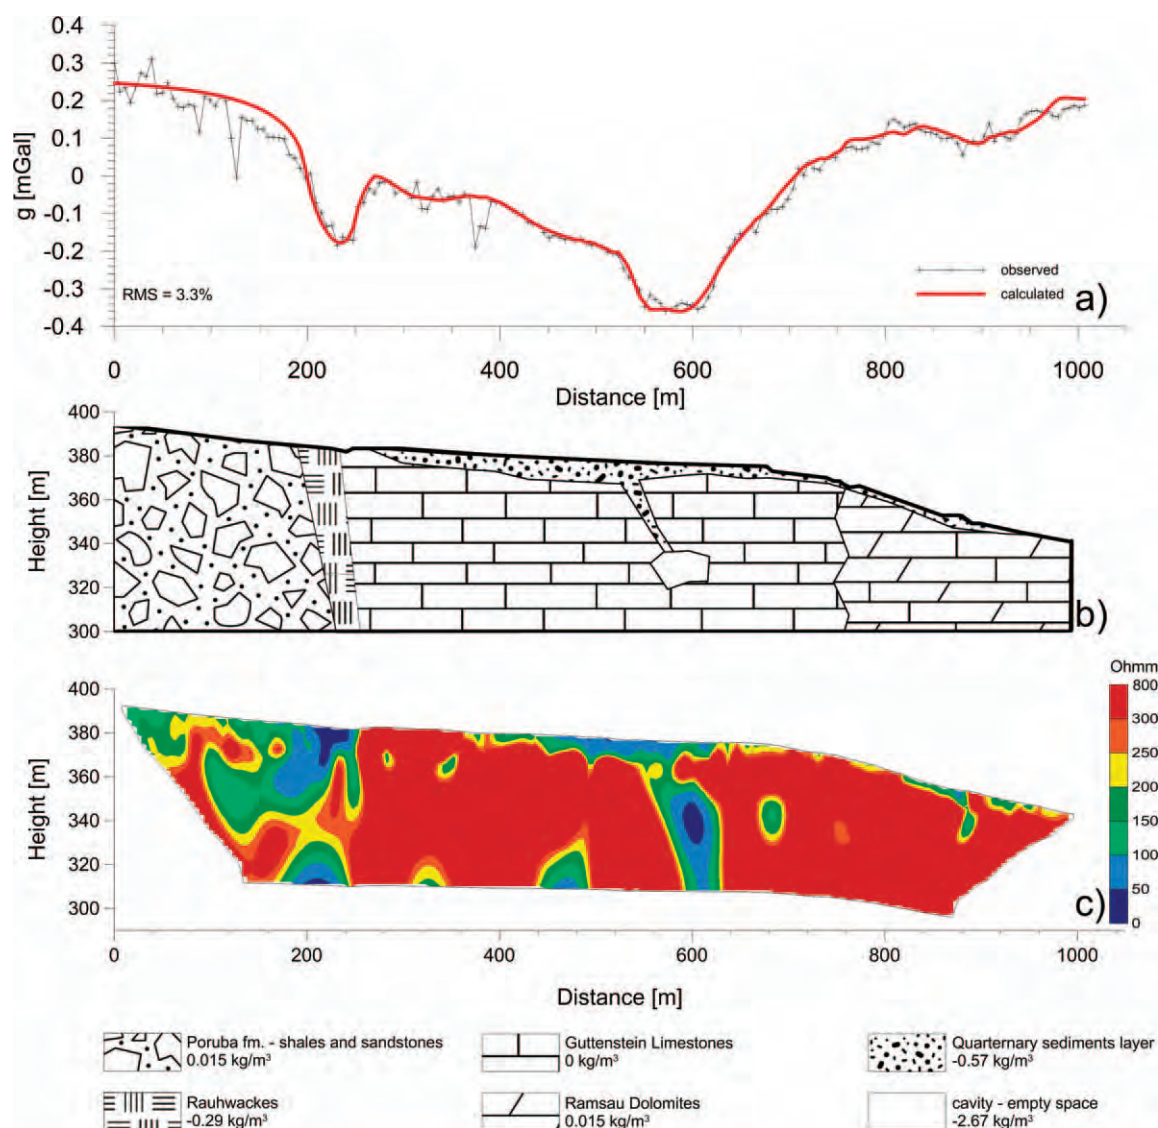 0.4
0.3
0.2
0.1
0
-0.1
-0.2
-0.3
-0.4
g [mGal]
RMS = 3.3%
observed
calculated
a)
0 200 400 600 800 1000
Distance [m]
400
380
360
340
320
300
Height [m]
b)
Ohmm
400
380
360
340
320
300
Height [m]
800
300
250
200
150
100
50
0
c)
0 200 400 600 800 1000
Distance [m]
Poruba fm. - shales and sandstones
0.015 kg/m³
Guttenstein Limestones
0 kg/m³
Quarternary sediments layer
-0.57 kg/m³
Rauhwackes
-0.29 kg/m³
Ramsau Dolomites
0.015 kg/m³
cavity - empty space
-2.67 kg/m³